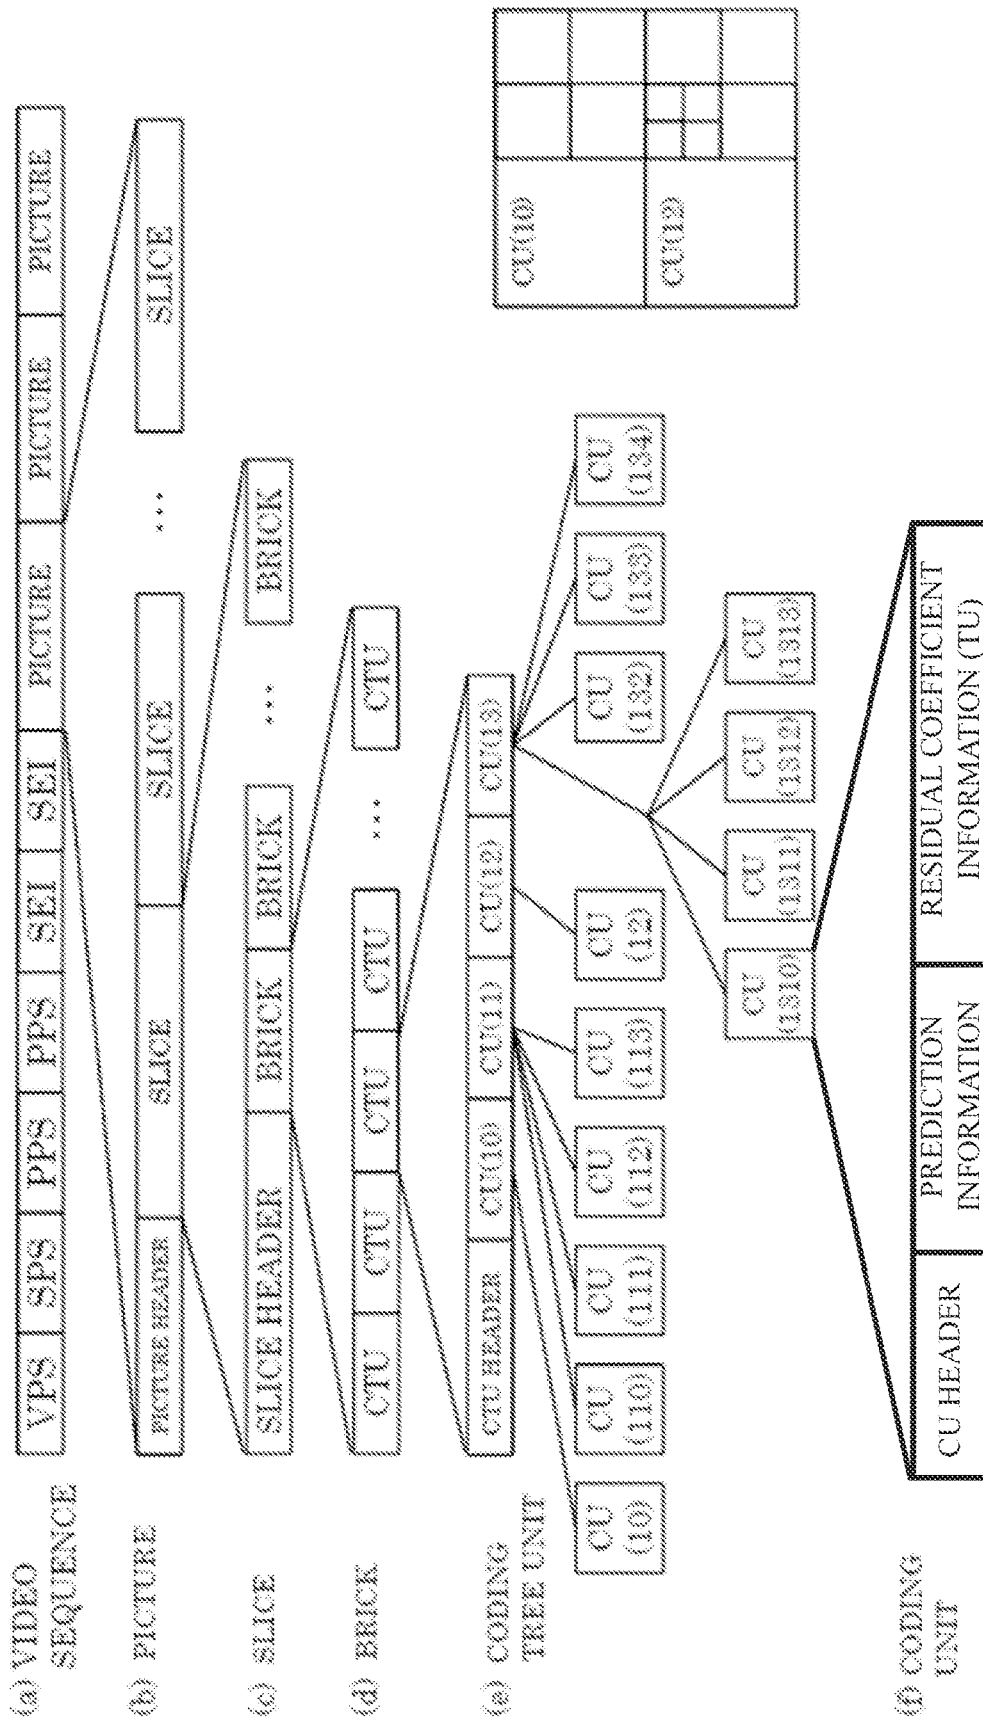 (a) VIDEO
SEQUENCE
VPS SPS PPS PPS SEI SEI PICTURE PICTURE PICTURE
(b) PICTURE
PICTURE HEADER SLICE SLICE ... SLICE
(c) SLICE
SLICE HEADER BRICK BRICK ... BRICK
(d) BRICK
CTU CTU CTU CTU ... CTU
(e) CODING
TREE UNIT
CTU HEADER CU(10) CU(11) CU(12) CU(13)
CU
(10)
CU
(110)
CU
(111)
CU
(112)
CU
(113)
CU
(12)
CU
(132)
CU
(133)
CU
(134)
CU
(1310)
CU
(1311)
CU
(1312)
CU
(1313)
CU(10)
CU(12)
(f) CODING
UNIT
CU HEADER
PREDICTION
INFORMATION
RESIDUAL COEFFICIENT
INFORMATION (TU)